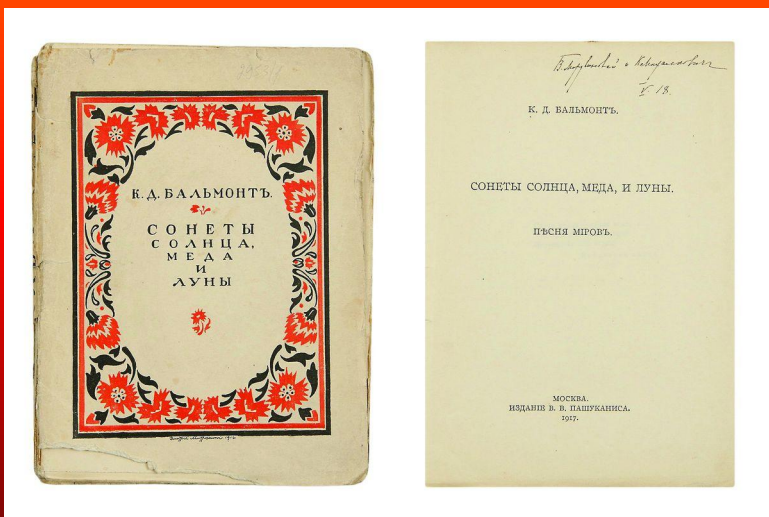 К. Д. БАЛЬМОНТЪ.
СОНЕТЫ
СОЛНЦА,
МЕДА
И
ЛУНЫ
К. Д. БАЛЬМОНТЪ.
СОНЕТЫ СОЛНЦА, МЕДА, И ЛУНЫ.
ПѢСНЯ МІРОВЪ.
МОСКВА.
ИЗДАНІЕ В. В. ПАШУКАНИСА.
1917.